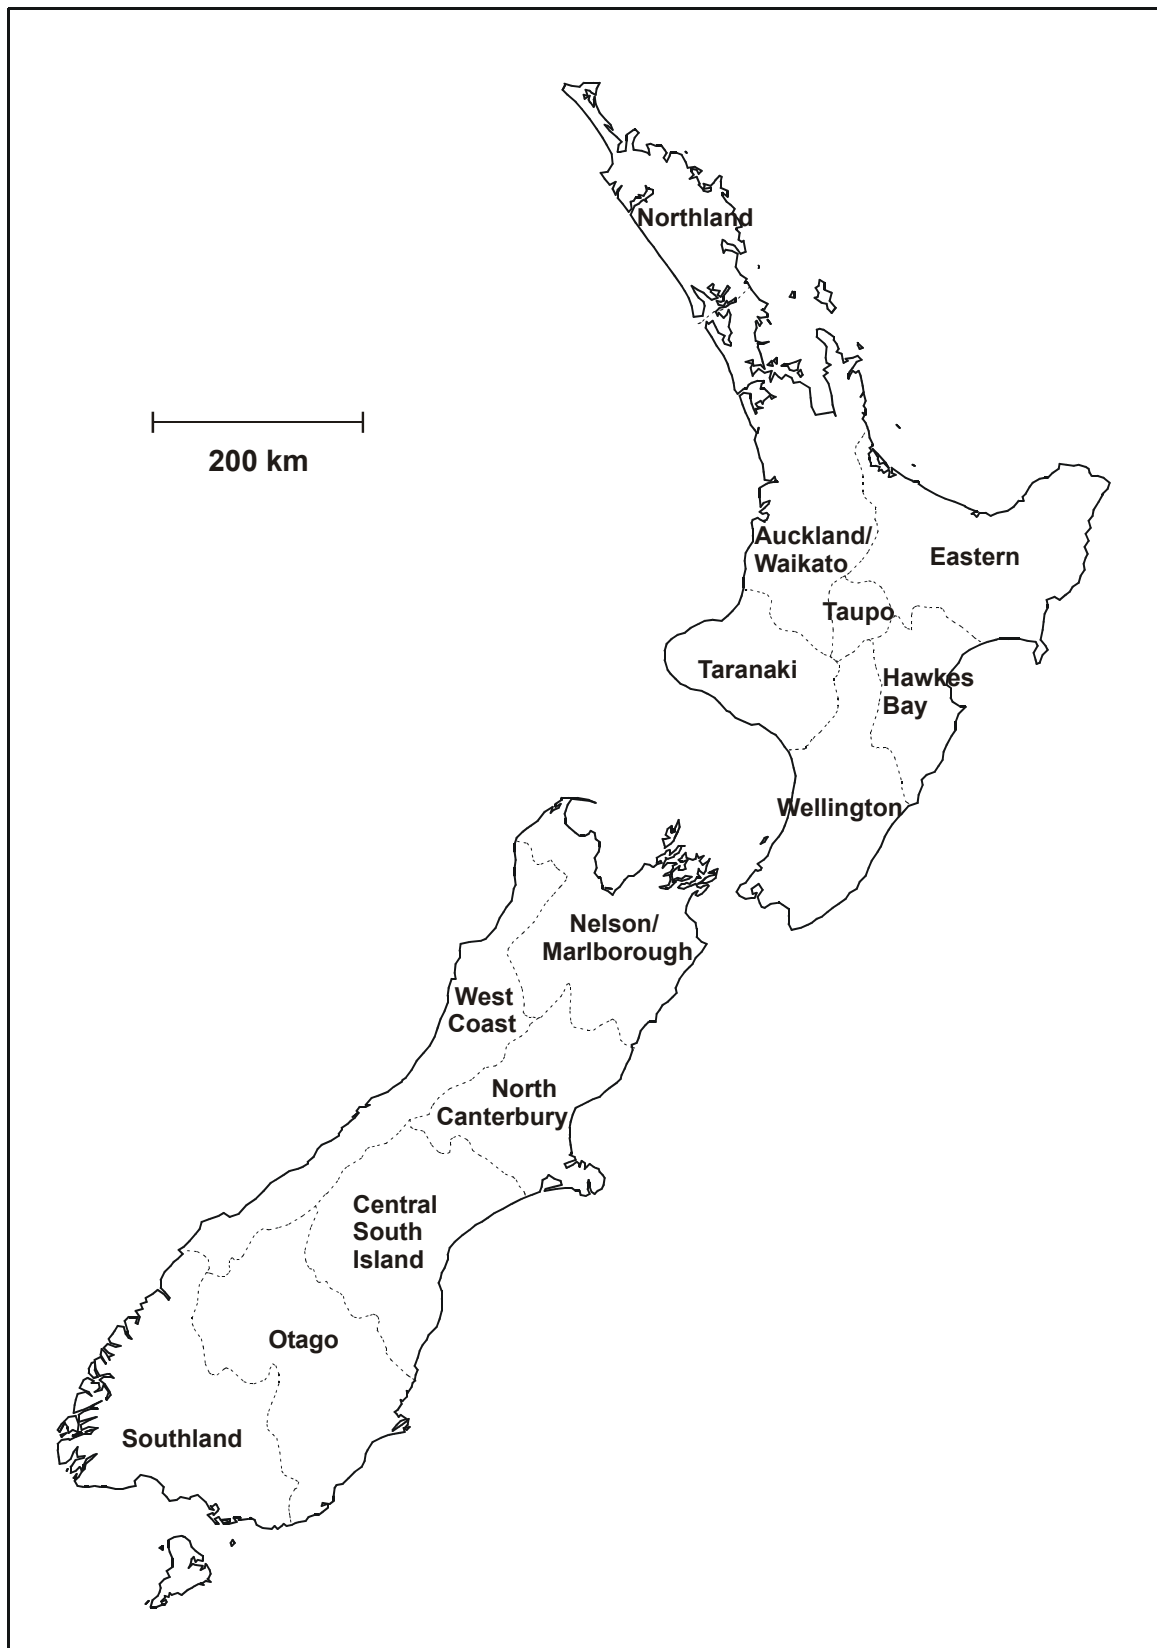 Northland
200 km
Auckland/
Waikato
Eastern
Taupo
Taranaki
Hawkes
Bay
Wellington
Nelson/
Marlborough
West
Coast
North
Canterbury
Central
South
Island
Otago
Southland